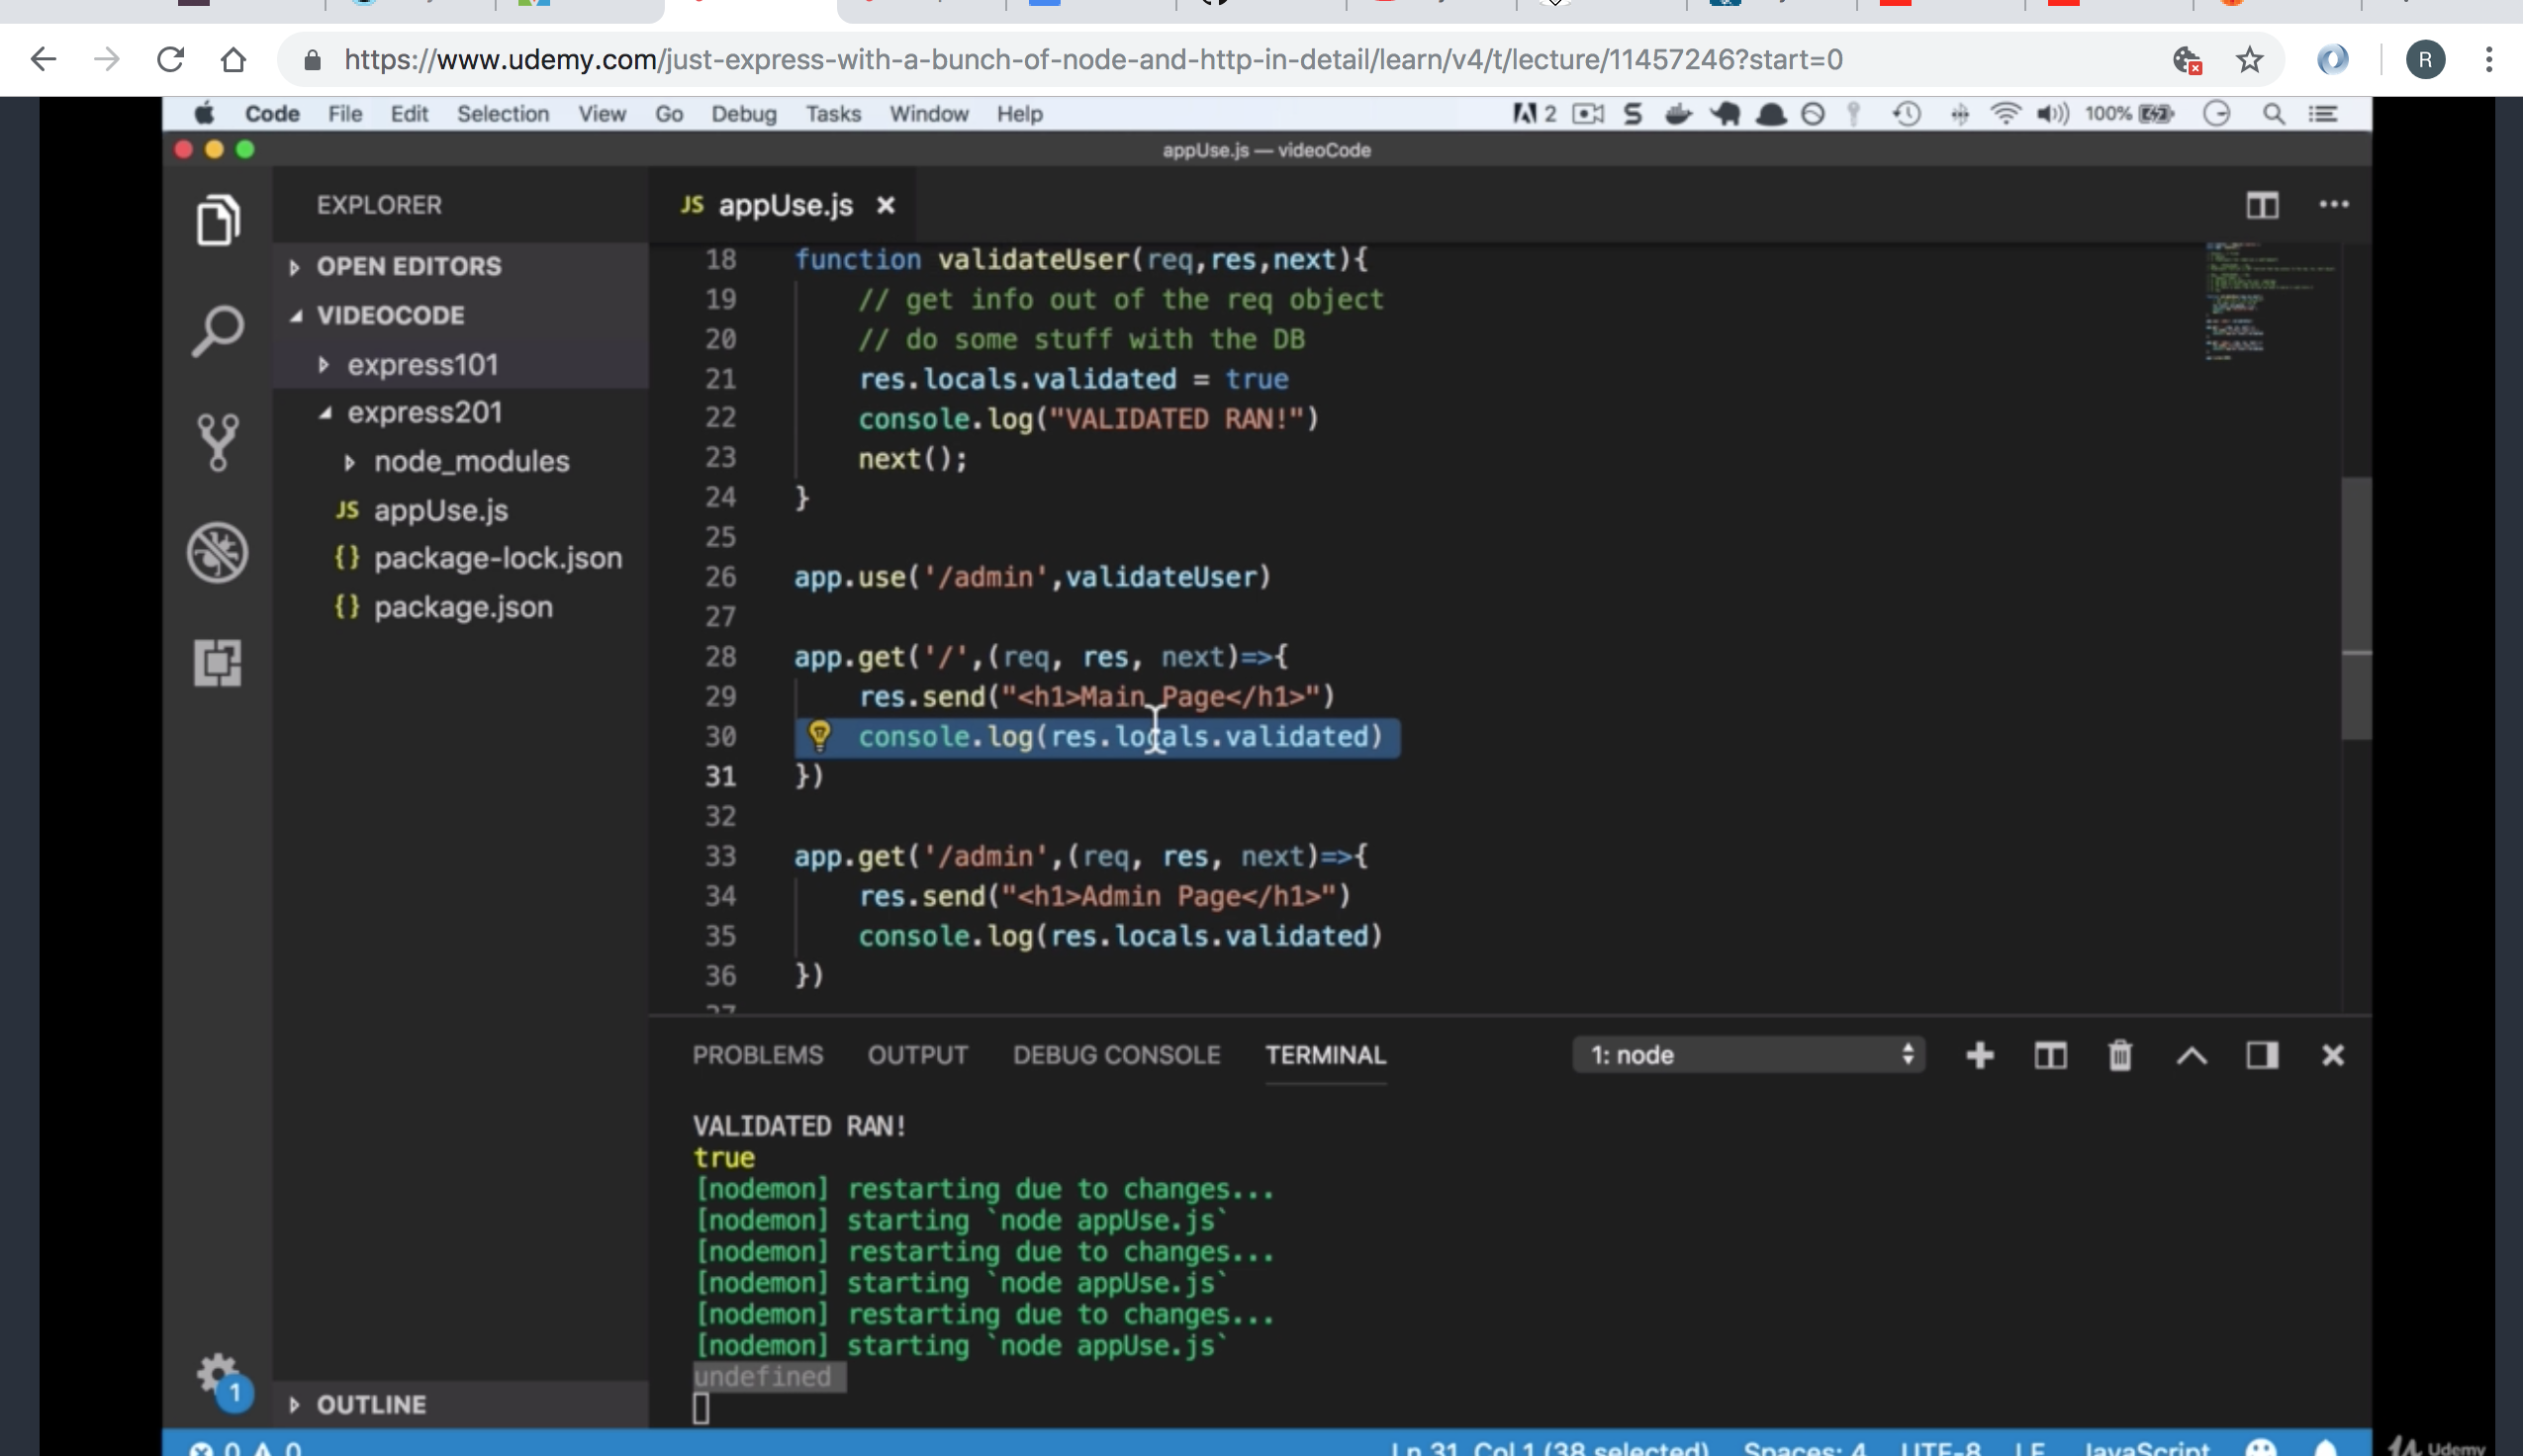 https://www.udemy.com/just-express-with-a-bunch-of-node-and-http-in-detail/learn/v4/t/lecture/11457246?start=0
R
Code File Edit Selection View Go Debug Tasks Window Help
2 100%
appUse.js — videoCode
EXPLORER
JS appUse.js
OPEN EDITORS
VIDEOCODE
express101
express201
node_modules
JS appUse.js
{} package-lock.json
{} package.json
18 function validateUser(req,res,next){
19 // get info out of the req object
20 // do some stuff with the DB
21 res.locals.validated = true
22 console.log("VALIDATED RAN!")
23 next();
24 }
25
26 app.use('/admin',validateUser)
27
28 app.get('/',(req, res, next)=>{
29 res.send("<h1>Main Page</h1>")
30 console.log(res.locals.validated)
31 })
32
33 app.get('/admin',(req, res, next)=>{
34 res.send("<h1>Admin Page</h1>")
35 console.log(res.locals.validated)
36 })
37
PROBLEMS OUTPUT DEBUG CONSOLE TERMINAL 1: node
VALIDATED RAN!
true
[nodemon] restarting due to changes...
[nodemon] starting `node appUse.js`
[nodemon] restarting due to changes...
[nodemon] starting `node appUse.js`
[nodemon] restarting due to changes...
[nodemon] starting `node appUse.js`
undefined
1
OUTLINE
0 0 Ln 31, Col 1 (38 selected) Spaces: 4 UTF-8 LF JavaScript
Udemy